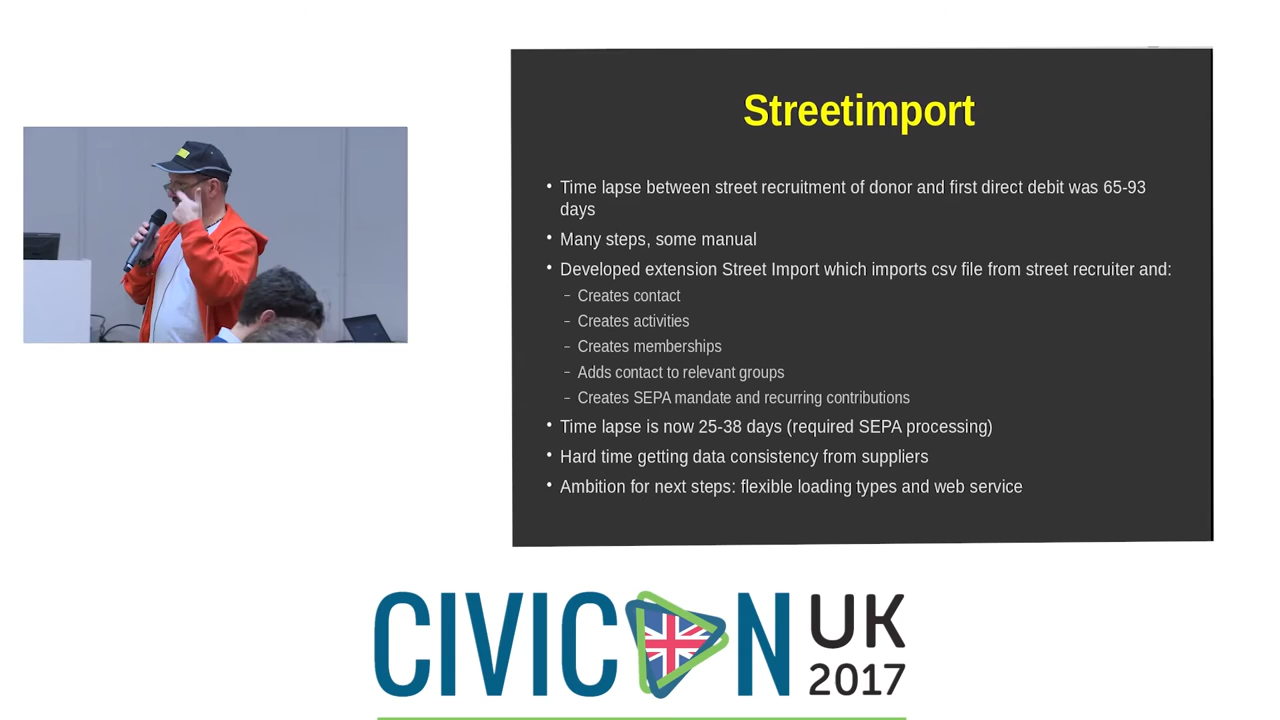 Streetimport
• Time lapse between street recruitment of donor and first direct debit was 65-93
days
• Many steps, some manual
• Developed extension Street Import which imports csv file from street recruiter and:
– Creates contact
– Creates activities
– Creates memberships
– Adds contact to relevant groups
– Creates SEPA mandate and recurring contributions
• Time lapse is now 25-38 days (required SEPA processing)
• Hard time getting data consistency from suppliers
• Ambition for next steps: flexible loading types and web service
CIVICON UK
2017